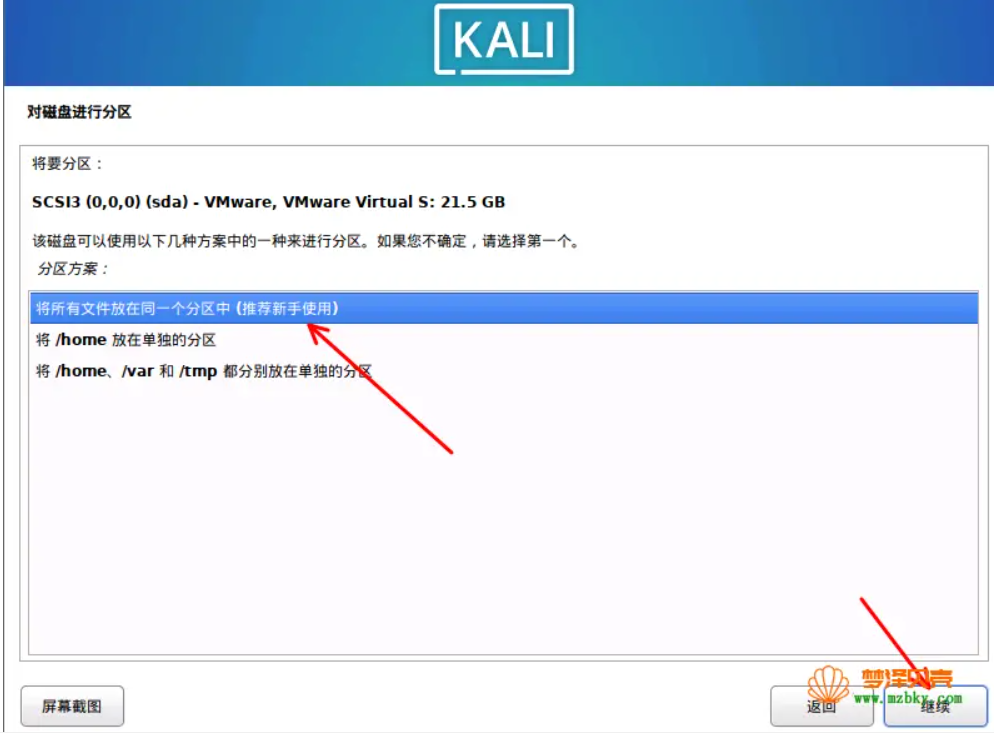 KALI
对磁盘进行分区
将要分区：
SCSI3 (0,0,0) (sda) - VMware, VMware Virtual S: 21.5 GB
该磁盘可以使用以下几种方案中的一种来进行分区。如果您不确定，请选择第一个。
分区方案：
将所有文件放在同一个分区中 (推荐新手使用)
将 /home 放在单独的分区
将 /home、/var 和 /tmp 都分别放在单独的分区
梦泽贝壳
www.mzbky.com
屏幕截图
返回
继续